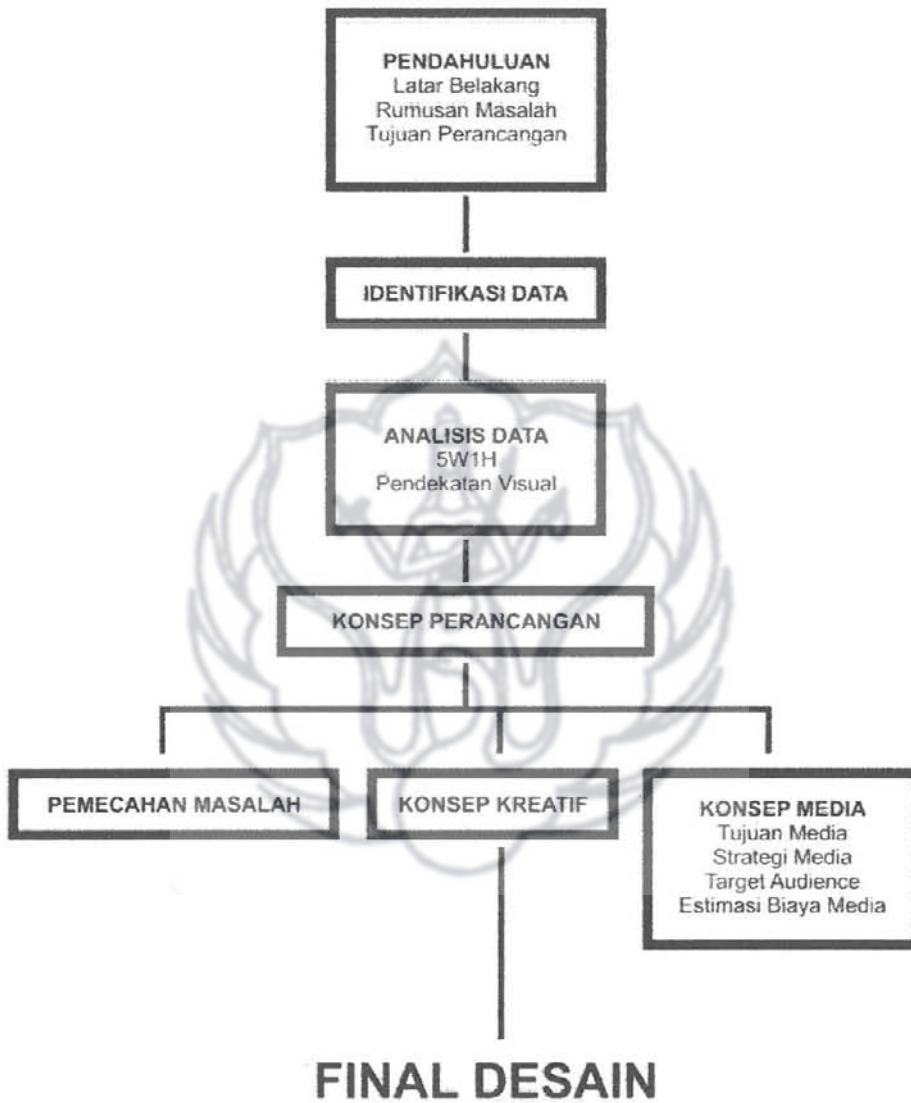 PENDAHULUAN
Latar Belakang
Rumusan Masalah
Tujuan Perancangan
IDENTIFIKASI DATA
ANALISIS DATA
5W1H
Pendekatan Visual
KONSEP PERANCANGAN
PEMECAHAN MASALAH
KONSEP KREATIF
KONSEP MEDIA
Tujuan Media
Strategi Media
Target Audience
Estimasi Biaya Media
FINAL DESAIN